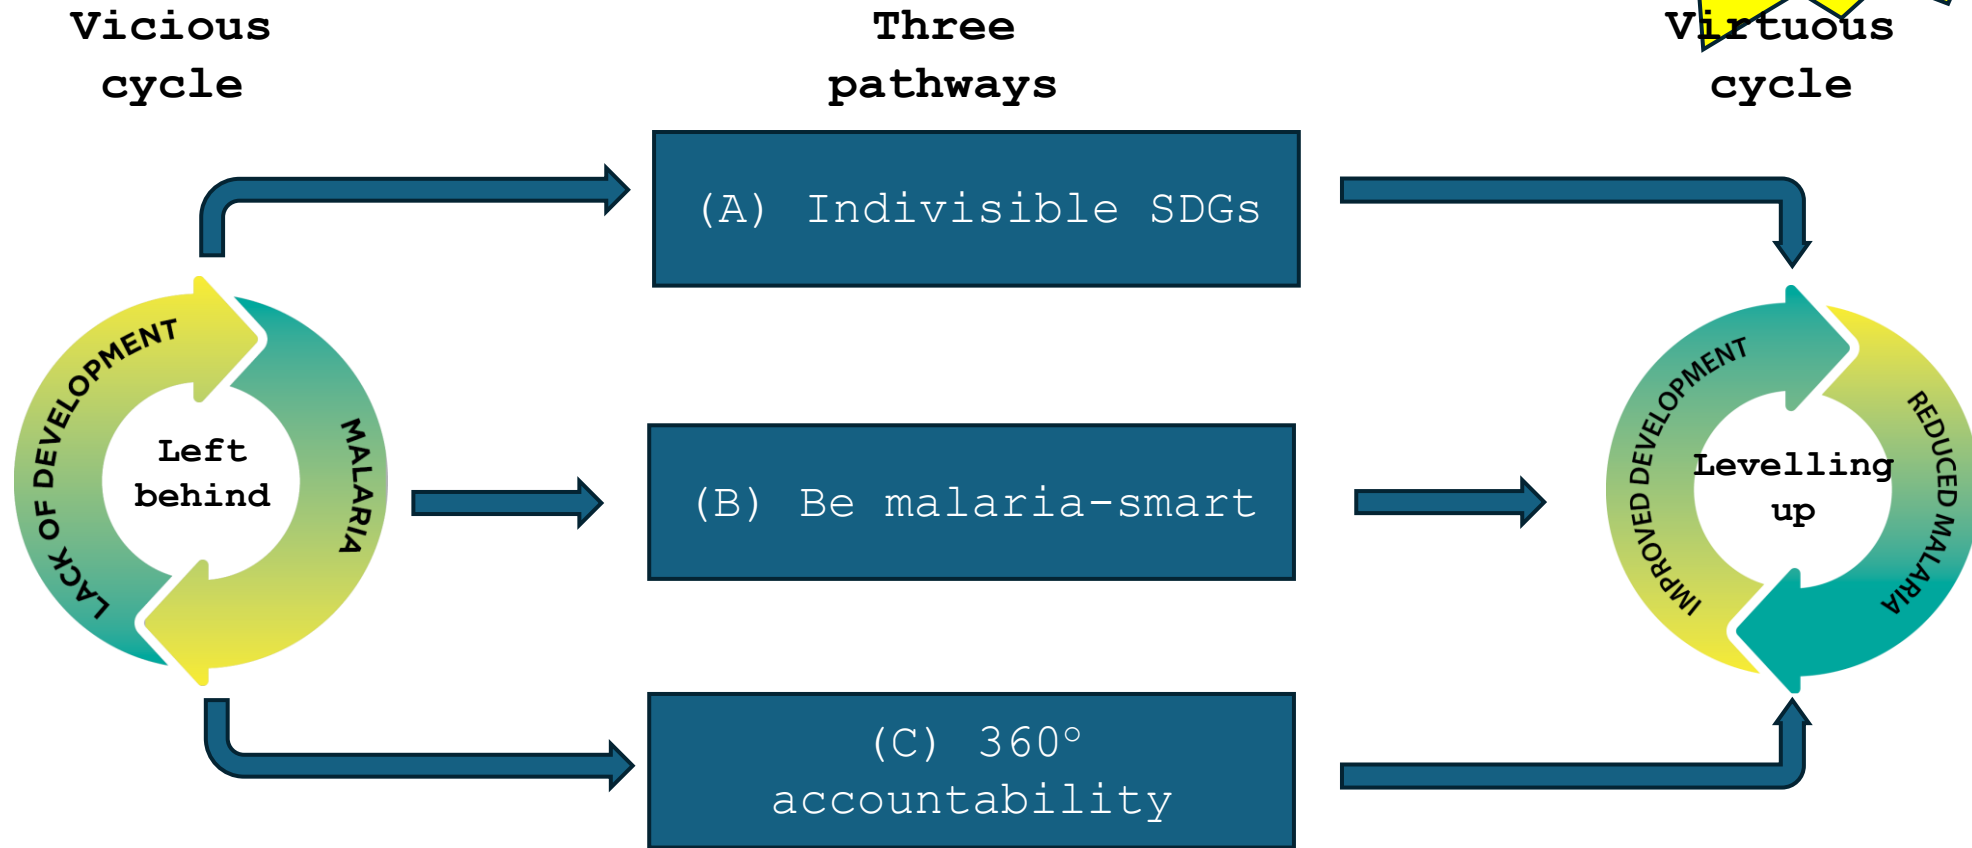 Vicious
cycle
Three
pathways
Virtuous
cycle
(A) Indivisible SDGs
LACK OF DEVELOPMENT
MALARIA
Left
behind
(B) Be malaria-smart
IMPROVED DEVELOPMENT
REDUCED MALARIA
Levelling
up
(C) 360°
accountability